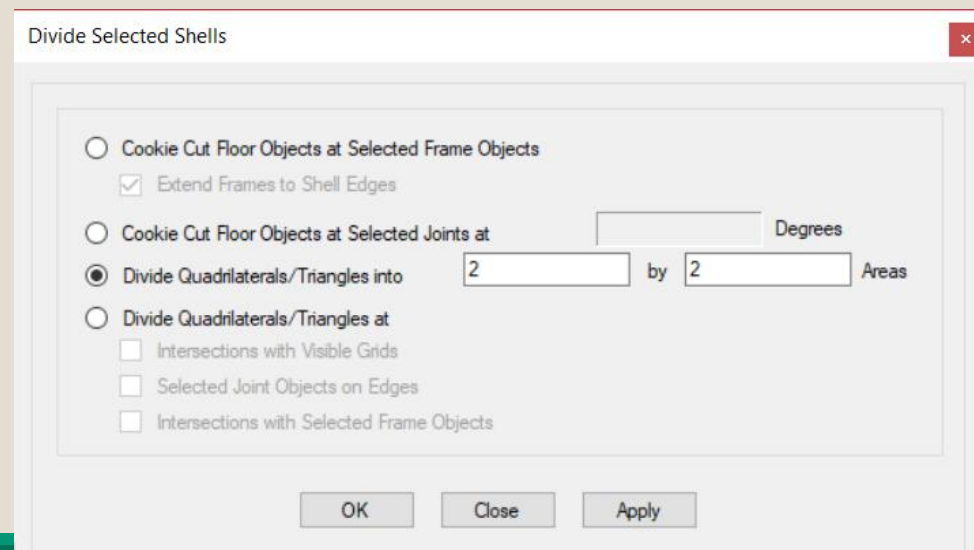 Divide Selected Shells
x
Cookie Cut Floor Objects at Selected Frame Objects
Extend Frames to Shell Edges
Cookie Cut Floor Objects at Selected Joints at Degrees
Divide Quadrilaterals/Triangles into 2 by 2 Areas
Divide Quadrilaterals/Triangles at
Intersections with Visible Grids
Selected Joint Objects on Edges
Intersections with Selected Frame Objects
OK Close Apply